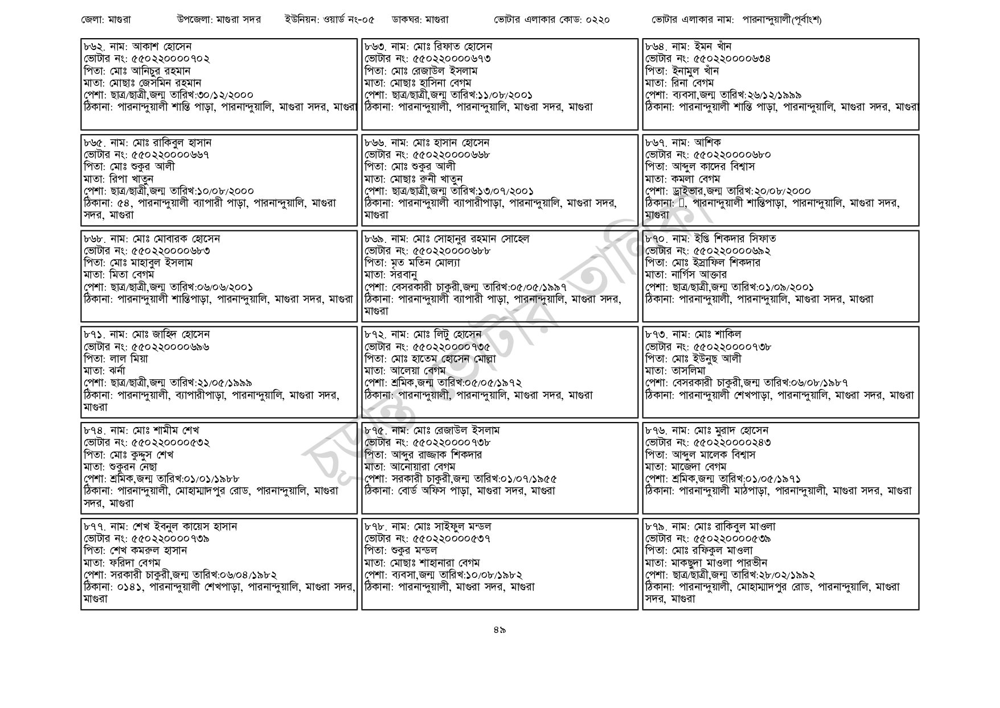 জেলা: মাগুরা উপজেলা: মাগুরা সদর ইউনিয়ন: ওয়ার্ড নং-০৫ ডাকঘর: মাগুরা ভোটার এলাকার কোড: ০২২০ ভোটার এলাকার নাম: পারনান্দুয়ালী(পূর্বাংশ)
৮৬২. নাম: আকাশ হোসেন
ভোটার নং: ৫৫০২২০০০০৭০২
পিতা: মোঃ আনিচুর রহমান
মাতা: মোছাঃ জেসমিন রহমান
পেশা: ছাত্র/ছাত্রী,জন্ম তারিখ:৩০/১২/২০০০
ঠিকানা: পারনান্দুয়ালী শান্তি পাড়া, পারনান্দুয়ালি, মাগুরা সদর, মাগুরা
৮৬৩. নাম: মোঃ রিফাত হোসেন
ভোটার নং: ৫৫০২২০০০০৬৭৩
পিতা: মোঃ রেজাউল ইসলাম
মাতা: মোছাঃ হাসিনা বেগম
পেশা: ছাত্র/ছাত্রী,জন্ম তারিখ:১১/০৮/২০০১
ঠিকানা: পারনান্দুয়ালী, পারনান্দুয়ালি, মাগুরা সদর, মাগুরা
৮৬৪. নাম: ইমন খাঁন
ভোটার নং: ৫৫০২২০০০০৬৩৪
পিতা: ইনামুল খাঁন
মাতা: রিনা বেগম
পেশা: ব্যবসা,জন্ম তারিখ:২৬/১২/১৯৯৯
ঠিকানা: পারনান্দুয়ালী শান্তি পাড়া, পারনান্দুয়ালি, মাগুরা সদর, মাগুরা
৮৬৫. নাম: মোঃ রাকিবুল হাসান
ভোটার নং: ৫৫০২২০০০০৬৬৭
পিতা: মোঃ শুকুর আলী
মাতা: রিপা খাতুন
পেশা: ছাত্র/ছাত্রী,জন্ম তারিখ:১০/০৮/২০০০
ঠিকানা: ৫৪, পারনান্দুয়ালী ব্যাপারী পাড়া, পারনান্দুয়ালি, মাগুরা
সদর, মাগুরা
৮৬৬. নাম: মোঃ হাসান হোসেন
ভোটার নং: ৫৫০২২০০০০৬৬৮
পিতা: মোঃ শুকুর আলী
মাতা: মোছাঃ রুনী খাতুন
পেশা: ছাত্র/ছাত্রী,জন্ম তারিখ:১৩/০৭/২০০১
ঠিকানা: পারনান্দুয়ালী ব্যাপারীপাড়া, পারনান্দুয়ালি, মাগুরা সদর,
মাগুরা
৮৬৭. নাম: আশিক
ভোটার নং: ৫৫০২২০০০০৬৮০
পিতা: আব্দুল কাদের বিশ্বাস
মাতা: কমলা বেগম
পেশা: ড্রাইভার,জন্ম তারিখ:২০/০৮/২০০০
ঠিকানা: , পারনান্দুয়ালী শান্তিপাড়া, পারনান্দুয়ালি, মাগুরা সদর,
মাগুরা
৮৬৮. নাম: মোঃ মোবারক হোসেন
ভোটার নং: ৫৫০২২০০০০৬৮৩
পিতা: মোঃ মাহাবুল ইসলাম
মাতা: মিতা বেগম
পেশা: ছাত্র/ছাত্রী,জন্ম তারিখ:০৬/০৬/২০০১
ঠিকানা: পারনান্দুয়ালী শান্তিপাড়া, পারনান্দুয়ালি, মাগুরা সদর, মাগুরা
৮৬৯. নাম: মোঃ সোহানুর রহমান সোহেল
ভোটার নং: ৫৫০২২০০০০৬৮৮
পিতা: মৃত মতিন মোল্যা
মাতা: সরবানু
পেশা: বেসরকারী চাকুরী,জন্ম তারিখ:০৫/০৫/১৯৯৭
ঠিকানা: পারনান্দুয়ালী ব্যাপারী পাড়া, পারনান্দুয়ালি, মাগুরা সদর,
মাগুরা
৮৭০. নাম: ইপ্তি শিকদার সিফাত
ভোটার নং: ৫৫০২২০০০০৬৯২
পিতা: মোঃ ইস্রাফিল শিকদার
মাতা: নার্গিস আক্তার
পেশা: ছাত্র/ছাত্রী,জন্ম তারিখ:০১/০৯/২০০১
ঠিকানা: পারনান্দুয়ালী, পারনান্দুয়ালি, মাগুরা সদর, মাগুরা
৮৭১. নাম: মোঃ জাহিদ হোসেন
ভোটার নং: ৫৫০২২০০০০৬৯৬
পিতা: লাল মিয়া
মাতা: ঝর্না
পেশা: ছাত্র/ছাত্রী,জন্ম তারিখ:২১/০৫/১৯৯৯
ঠিকানা: পারনান্দুয়ালী, ব্যাপারীপাড়া, পারনান্দুয়ালি, মাগুরা সদর,
মাগুরা
৮৭২. নাম: মোঃ লিটু হোসেন
ভোটার নং: ৫৫০২২০০০০৭৩৫
পিতা: মোঃ হাতেম হোসেন মোল্লা
মাতা: আলেয়া বেগম
পেশা: শ্রমিক,জন্ম তারিখ:০৫/০৫/১৯৭২
ঠিকানা: পারনান্দুয়ালী, পারনান্দুয়ালি, মাগুরা সদর, মাগুরা
৮৭৩. নাম: মোঃ শাকিল
ভোটার নং: ৫৫০২২০০০০৭৩৮
পিতা: মোঃ ইউনুছ আলী
মাতা: তাসলিমা
পেশা: বেসরকারী চাকুরী,জন্ম তারিখ:০৬/০৮/১৯৮৭
ঠিকানা: পারনান্দুয়ালী শেখপাড়া, পারনান্দুয়ালি, মাগুরা সদর, মাগুরা
৮৭৪. নাম: মোঃ শামীম শেখ
ভোটার নং: ৫৫০২২০০০০৫৩২
পিতা: মোঃ কুদ্দুস শেখ
মাতা: শুকুরন নেছা
পেশা: শ্রমিক,জন্ম তারিখ:০১/০১/১৯৮৮
ঠিকানা: পারনান্দুয়ালী, মোহাম্মাদপুর রোড, পারনান্দুয়ালি, মাগুরা
সদর, মাগুরা
৮৭৫. নাম: মোঃ রেজাউল ইসলাম
ভোটার নং: ৫৫০২২০০০০৭৩৮
পিতা: আব্দুর রাজ্জাক শিকদার
মাতা: আনোয়ারা বেগম
পেশা: সরকারী চাকুরী,জন্ম তারিখ:০১/০৭/১৯৫৫
ঠিকানা: বোর্ড অফিস পাড়া, মাগুরা সদর, মাগুরা
৮৭৬. নাম: মোঃ মুরাদ হোসেন
ভোটার নং: ৫৫০২২০০০০২৪৩
পিতা: আব্দুল মালেক বিশ্বাস
মাতা: মাজেদা বেগম
পেশা: শ্রমিক,জন্ম তারিখ:০১/০৫/১৯৭১
ঠিকানা: পারনান্দুয়ালী মাঠপাড়া, পারনান্দুয়ালী, মাগুরা সদর, মাগুরা
৮৭৭. নাম: শেখ ইবনুল কায়েস হাসান
ভোটার নং: ৫৫০২২০০০০৭৩৯
পিতা: শেখ কমরুল হাসান
মাতা: ফরিদা বেগম
পেশা: সরকারী চাকুরী,জন্ম তারিখ:০৬/০৪/১৯৮২
ঠিকানা: ০১৪১, পারনান্দুয়ালী শেখপাড়া, পারনান্দুয়ালি, মাগুরা সদর,
মাগুরা
৮৭৮. নাম: মোঃ সাইফুল মন্ডল
ভোটার নং: ৫৫০২২০০০০৫৩৭
পিতা: শুকুর মন্ডল
মাতা: মোছাঃ শাহানারা বেগম
পেশা: ব্যবসা,জন্ম তারিখ:১০/০৮/১৯৮২
ঠিকানা: পারনান্দুয়ালী, মাগুরা সদর, মাগুরা
৮৭৯. নাম: মোঃ রাকিবুল মাওলা
ভোটার নং: ৫৫০২২০০০০৫৩৯
পিতা: মোঃ রফিকুল মাওলা
মাতা: মাকছুদা মাওলা পারভীন
পেশা: ছাত্র/ছাত্রী,জন্ম তারিখ:২৮/০২/১৯৯২
ঠিকানা: পারনান্দুয়ালী, মোহাম্মাদপুর রোড, পারনান্দুয়ালি, মাগুরা
সদর, মাগুরা
চূড়ান্ত ভোটার তালিকা
৪৯